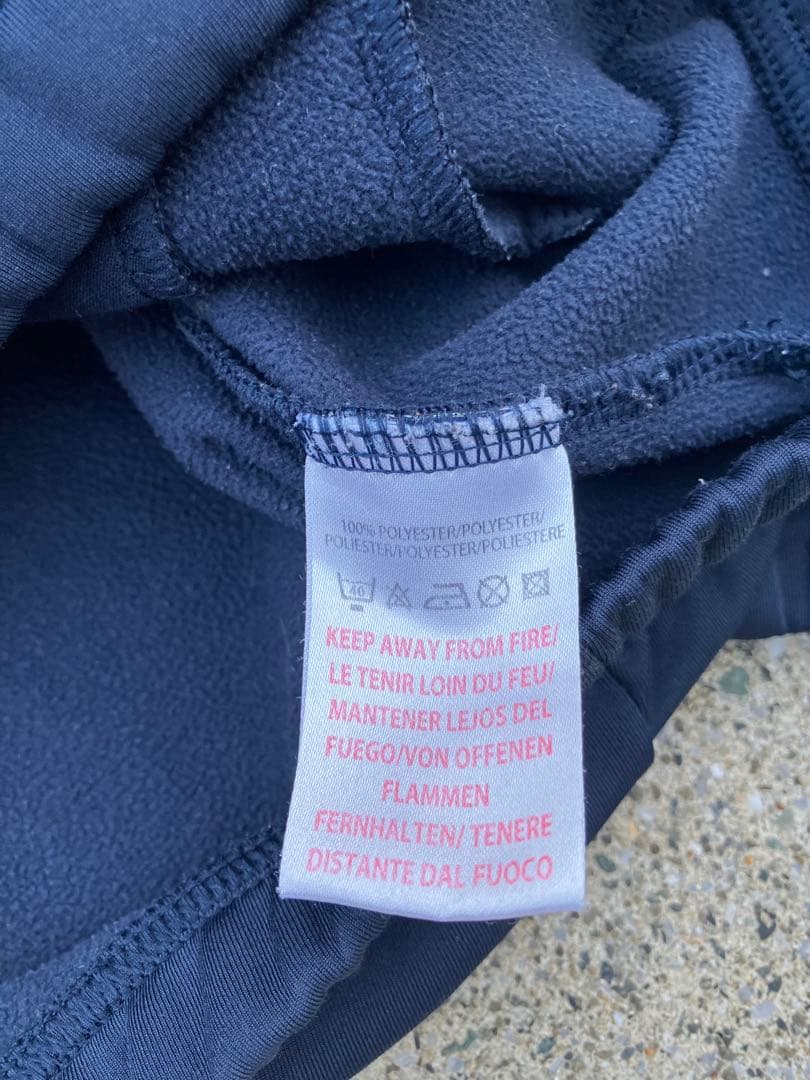 100% POLYESTER/POLYESTER/
POLIESTER/POLYESTER/POLIESTERE
40
KEEP AWAY FROM FIRE/
LE TENIR LOIN DU FEU/
MANTENER LEJOS DEL
FUEGO/VON OFFENEN
FLAMMEN
FERNHALTEN/ TENERE
DISTANTE DAL FUOCO